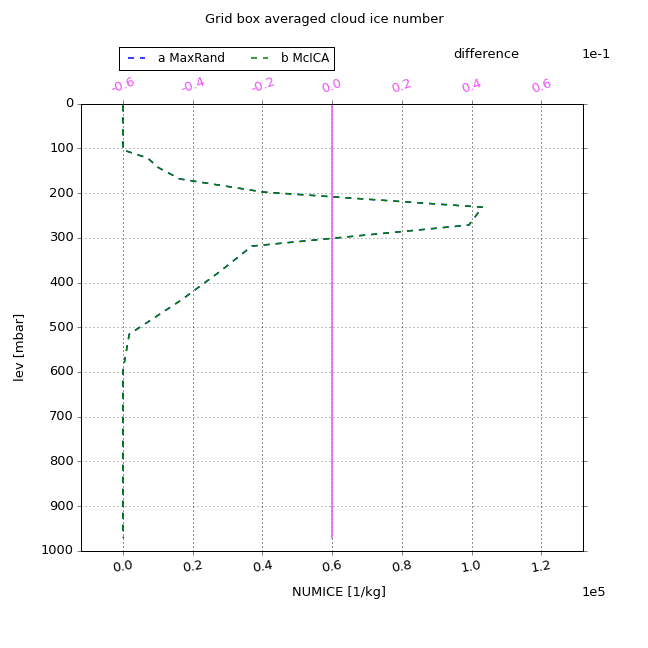 Grid box averaged cloud ice number
a MaxRand b McICA difference 1e-1
-0.6 -0.4 -0.2 0.0 0.2 0.4 0.6
0
100
200
300
400
500
600
700
800
900
1000
lev [mbar]
0.0 0.2 0.4 0.6 0.8 1.0 1.2
NUMICE [1/kg] 1e5